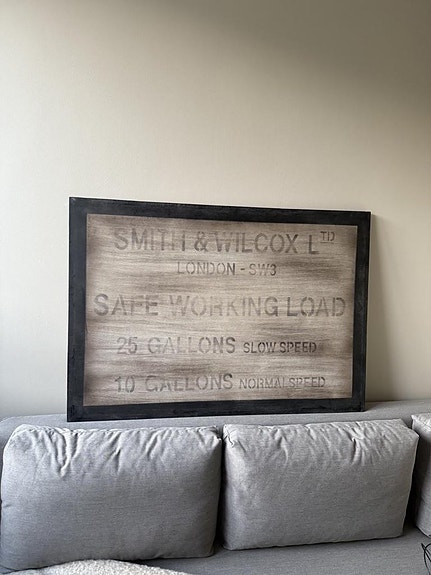 SMITH & WILCOX LTD
LONDON - SW3
SAFE WORKING LOAD
25 GALLONS SLOW SPEED
10 GALLONS NORMAL SPEED